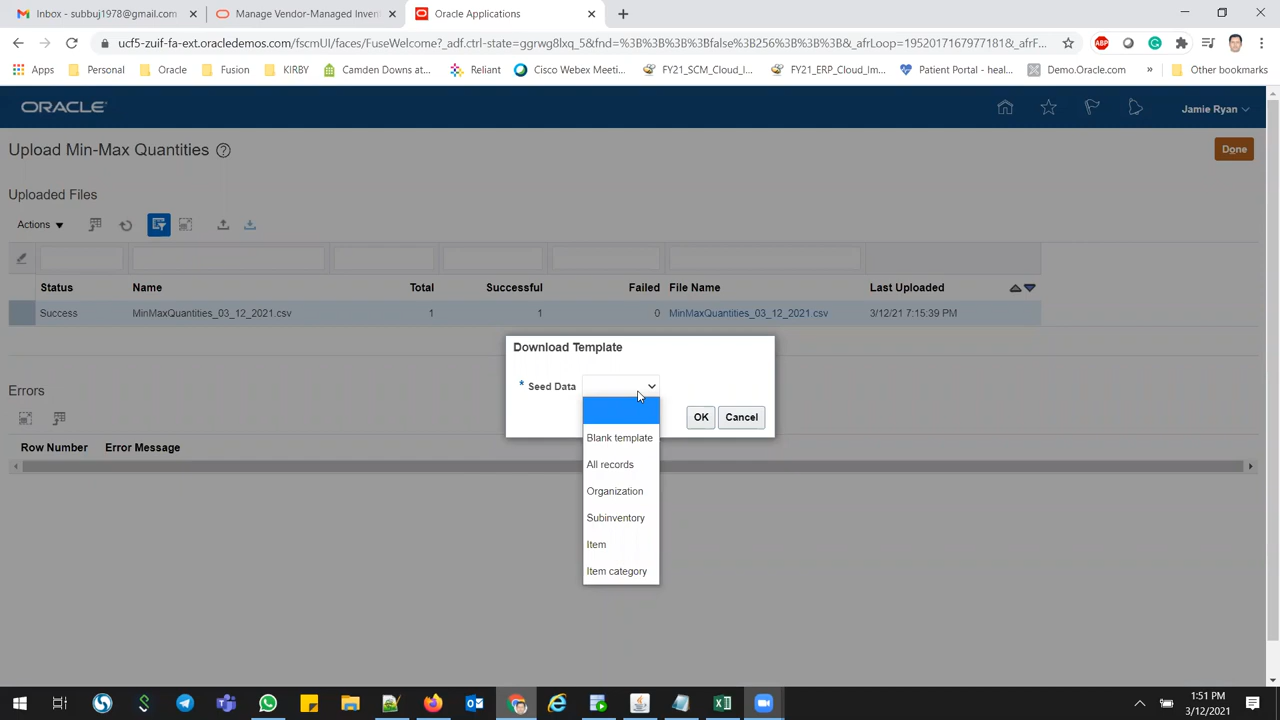 Inbox - subbuj1978@gmail.com
Manage Vendor-Managed Invent
Oracle Applications
ucf5-zuif-fa-ext.oracledemos.com/fscmUI/faces/FuseWelcome?_adf.ctrl-state=ggrwg8lxq_5&fnd=%3B%3B%3B%3Bfalse%3B256%3B%3B%3B&_afrLoop=1952017167977181&_afrF...
ABP
Apps
Personal
Oracle
Fusion
KIRBY
Camden Downs at...
Reliant
Cisco Webex Meeti...
FY21_SCM_Cloud_I...
FY21_ERP_Cloud_Im...
Patient Portal - heal...
Demo.Oracle.com
»
Other bookmarks
ORACLE
Jamie Ryan
Upload Min-Max Quantities
Done
Uploaded Files
Actions
Status Name Total Successful Failed File Name Last Uploaded
Success MinMaxQuantities_03_12_2021.csv 1 1 0 MinMaxQuantities_03_12_2021.csv 3/12/21 7:15:39 PM
Download Template
* Seed Data
OK Cancel
Blank template
All records
Organization
Subinventory
Item
Item category
Errors
Row Number Error Message
1:51 PM
3/12/2021